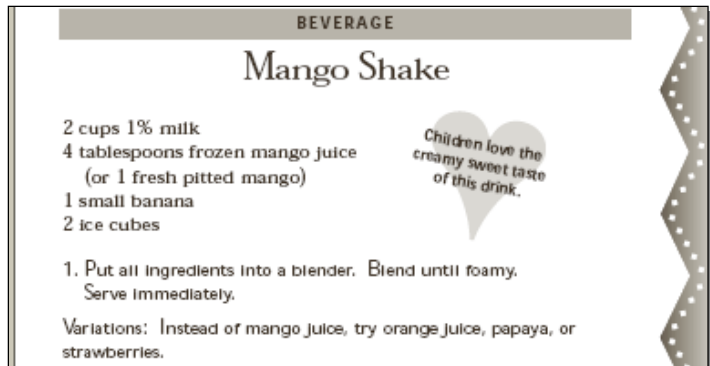 BEVERAGE
Mango Shake
2 cups 1% milk
4 tablespoons frozen mango juice
(or 1 fresh pitted mango)
1 small banana
2 ice cubes
Children love the
creamy sweet taste
of this drink.
1. Put all ingredients into a blender. Blend until foamy.
Serve immediately.
Variations: Instead of mango juice, try orange juice, papaya, or
strawberries.